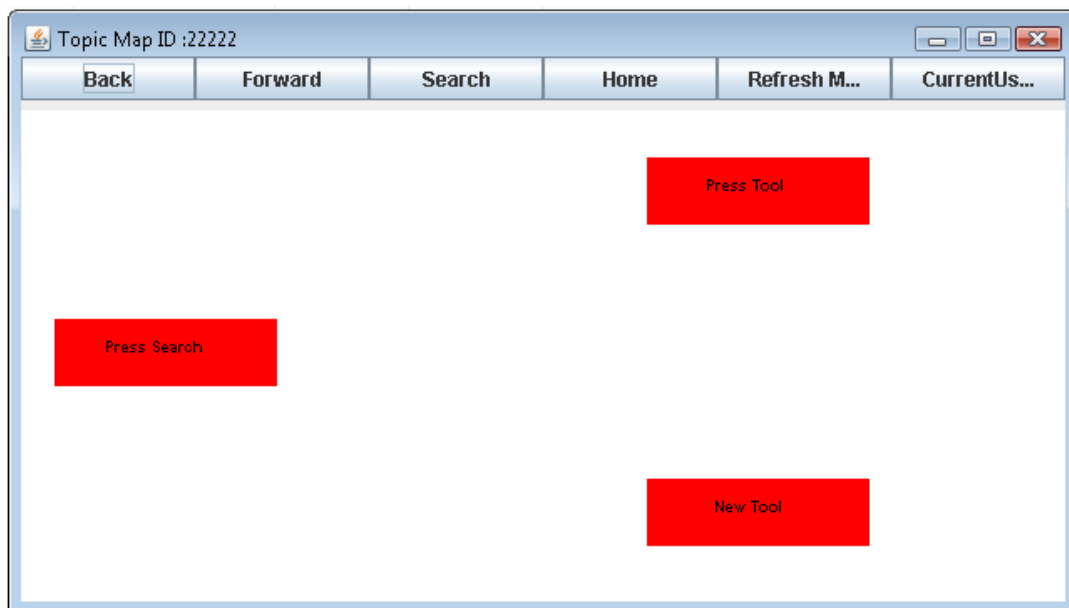 Topic Map ID :22222
Back Forward Search Home Refresh M... CurrentUs...
Press Tool
Press Search
New Tool